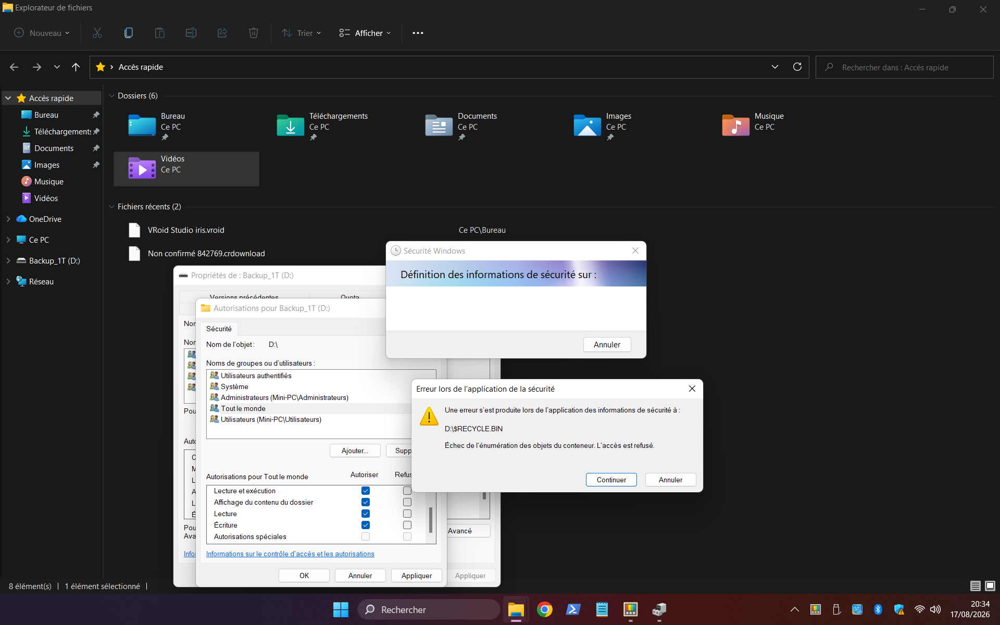 Explorateur de fichiers
Nouveau
Trier
Afficher
Accès rapide
Rechercher dans : Accès rapide
Accès rapide
Bureau
Téléchargements
Documents
Images
Musique
Vidéos
OneDrive
Ce PC
Backup_1T (D:)
Réseau
Dossiers (6)
Bureau
Ce PC
Téléchargements
Ce PC
Documents
Ce PC
Images
Ce PC
Musique
Ce PC
Vidéos
Ce PC
Fichiers récents (2)
VRoid Studio iris.vroid
Ce PC\Bureau
Non confirmé 842769.crdownload
Propriétés de : Backup_1T (D:)
Versions précédentes
Quota
Autorisations pour Backup_1T (D:)
Sécurité
Nom de l'objet : D:\
Noms de groupes ou d'utilisateurs :
Utilisateurs authentifiés
Système
Administrateurs (Mini-PC\Administrateurs)
Tout le monde
Utilisateurs (Mini-PC\Utilisateurs)
Ajouter...
Supp
Autorisations pour Tout le monde
Autoriser
Refus
Lecture et exécution
Affichage du contenu du dossier
Lecture
Écriture
Autorisations spéciales
Informations sur le contrôle d'accès et les autorisations
OK
Annuler
Appliquer
Avancé
Appliquer
Sécurité Windows
Définition des informations de sécurité sur :
Annuler
Erreur lors de l'application de la sécurité
Une erreur s'est produite lors de l'application des informations de sécurité à :
D:\$RECYCLE.BIN
Échec de l'énumération des objets du conteneur. L'accès est refusé.
Continuer
Annuler
8 élément(s)
1 élément sélectionné
Rechercher
20:34
17/08/2026